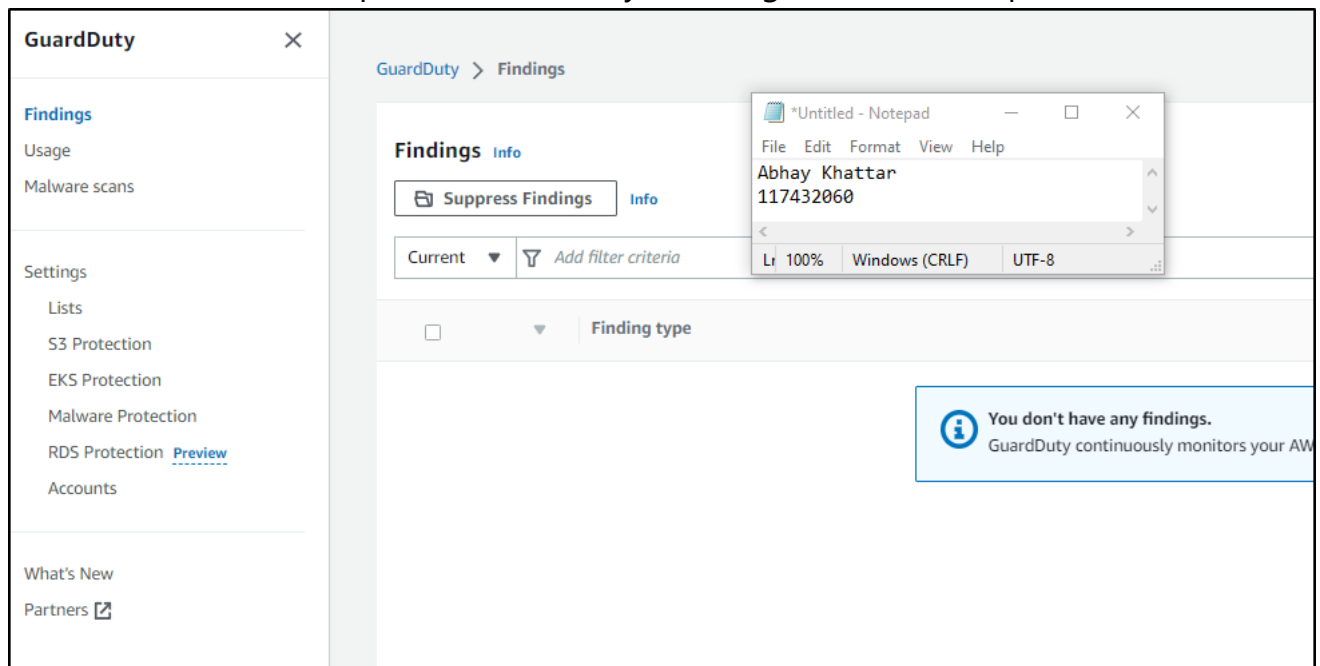 GuardDuty
Findings
Usage
Malware scans
Settings
Lists
S3 Protection
EKS Protection
Malware Protection
RDS Protection Preview
Accounts
What's New
Partners
GuardDuty > Findings
Findings Info
Suppress Findings Info
Current Add filter criteria
Finding type
You don't have any findings.
GuardDuty continuously monitors your AW
*Untitled - Notepad
File Edit Format View Help
Abhay Khattar
117432060
100% Windows (CRLF) UTF-8